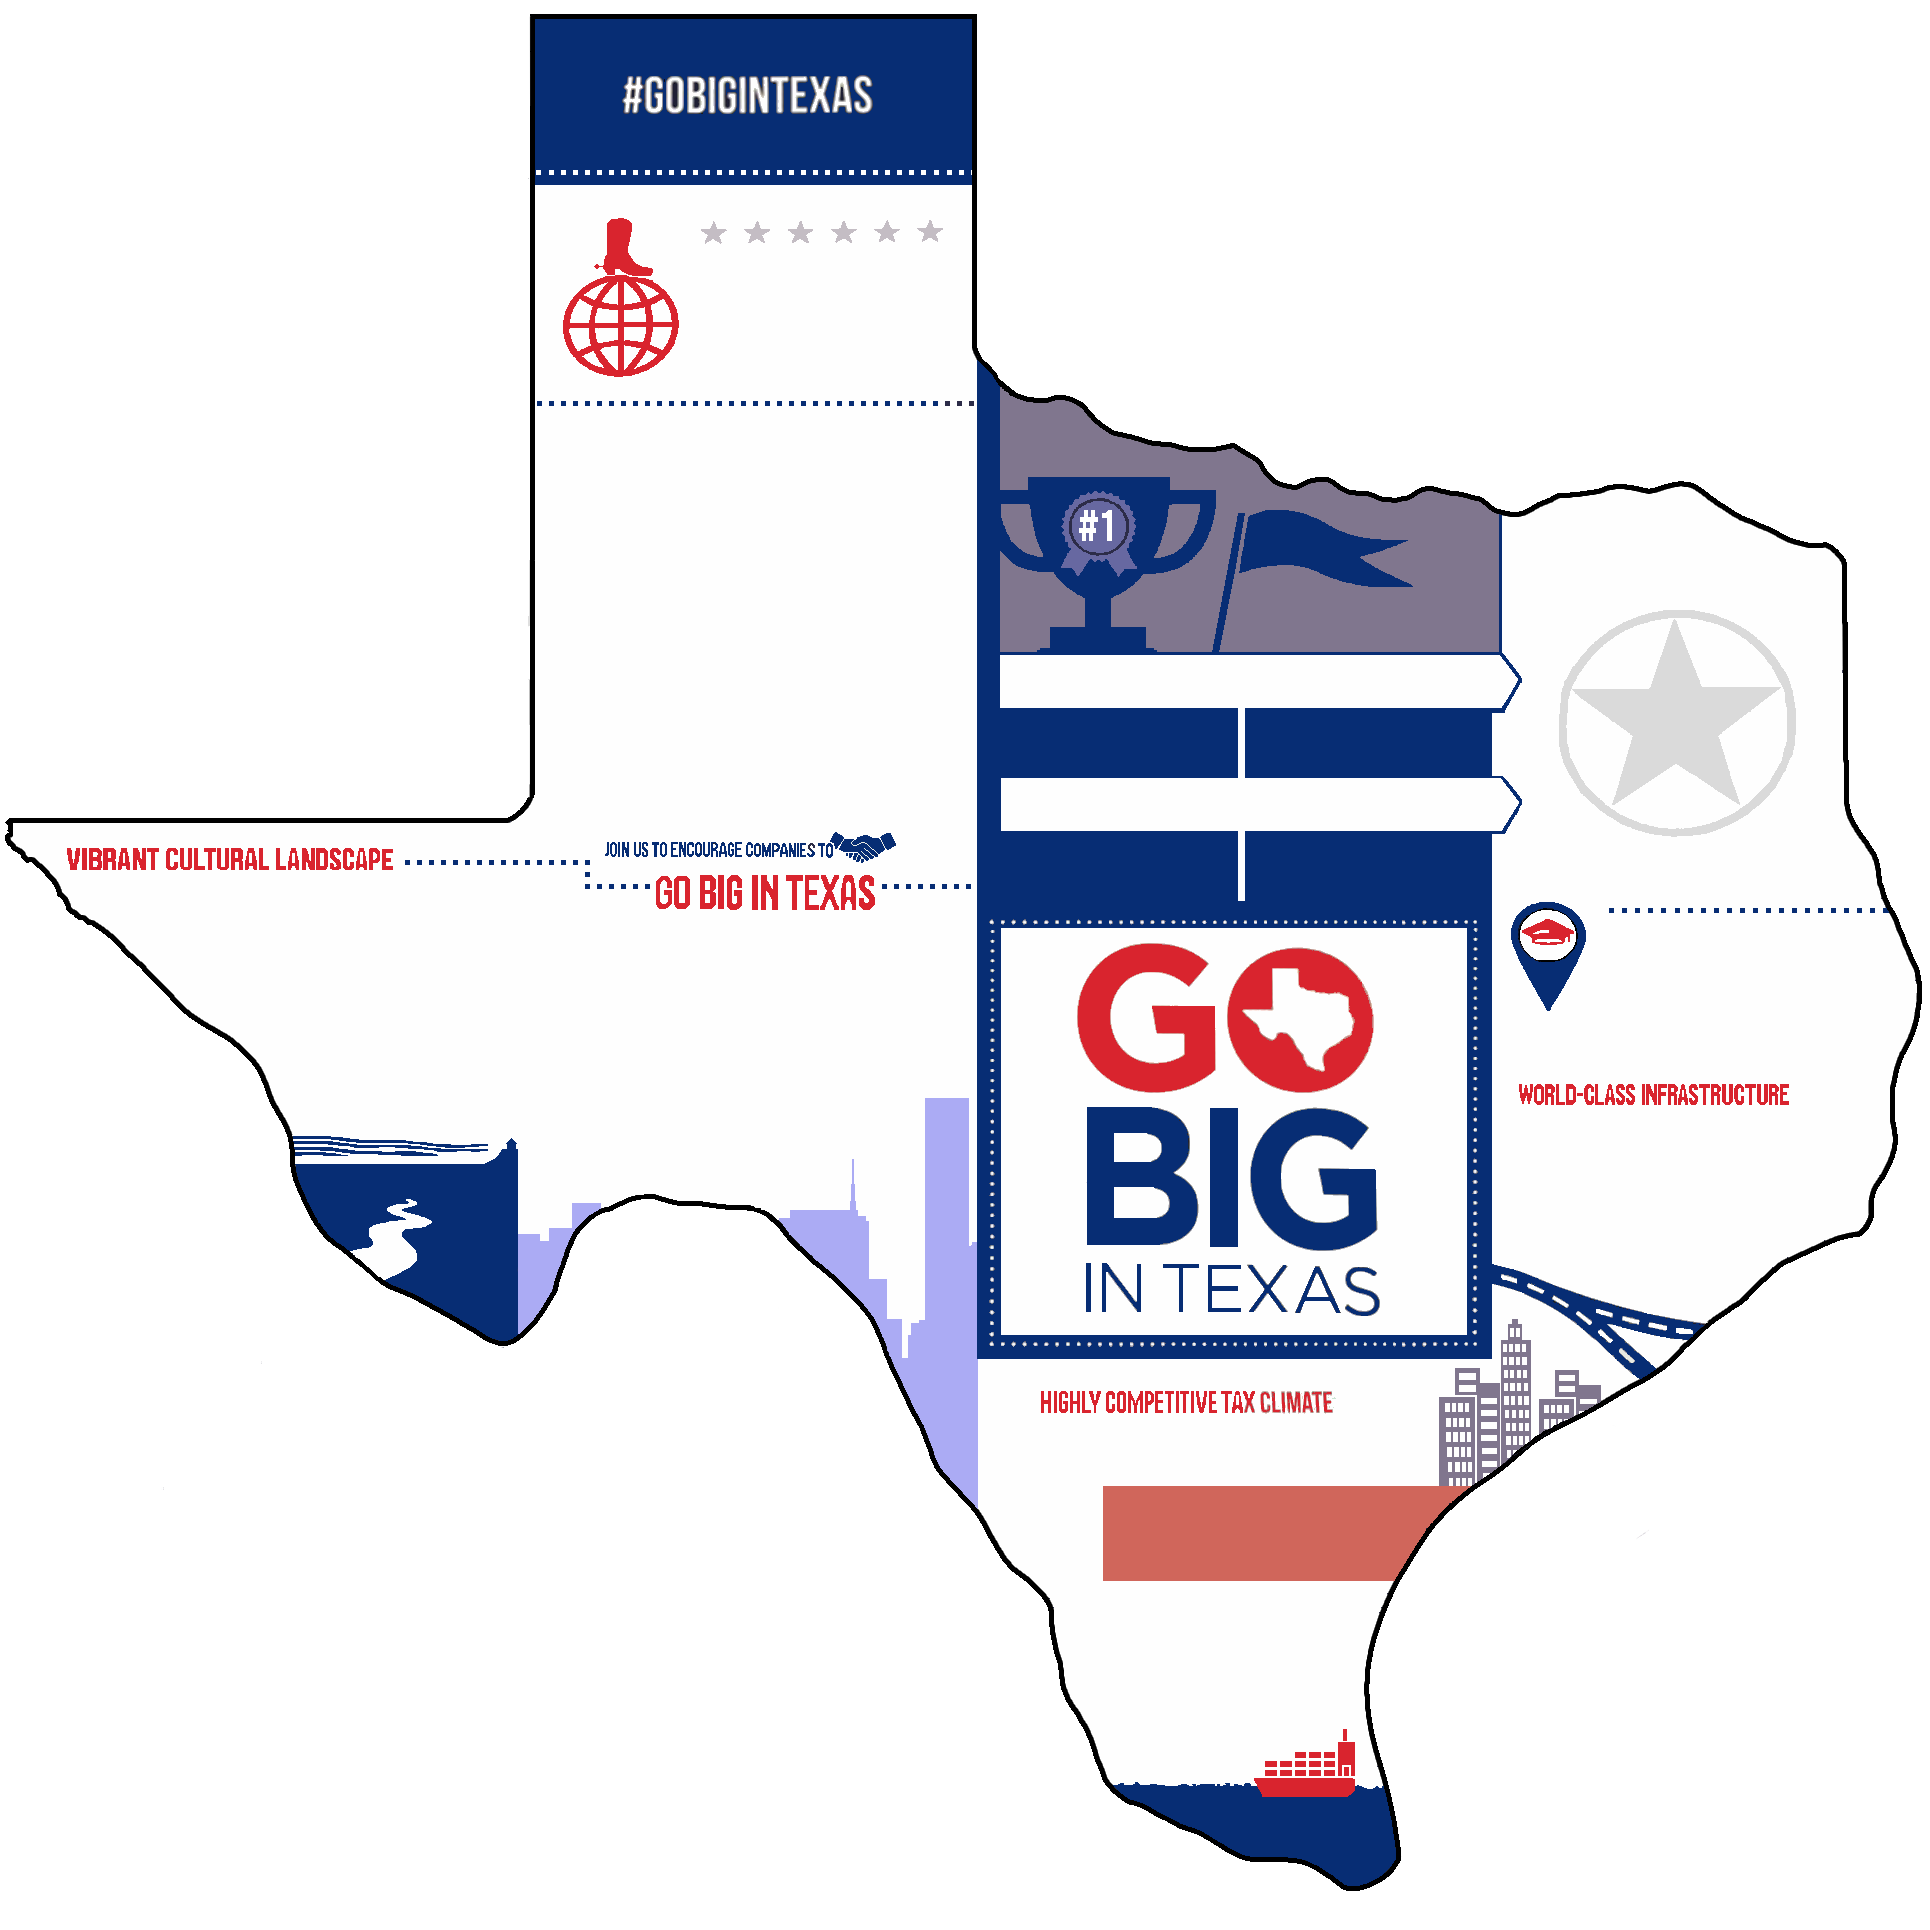 #GOBIGINTEXAS
#1
VIBRANT CULTURAL LANDSCAPE
JOIN US TO ENCOURAGE COMPANIES TO
GO BIG IN TEXAS
GO
BIG
IN TEXAS
WORLD-CLASS INFRASTRUCTURE
HIGHLY COMPETITIVE TAX CLIMATE